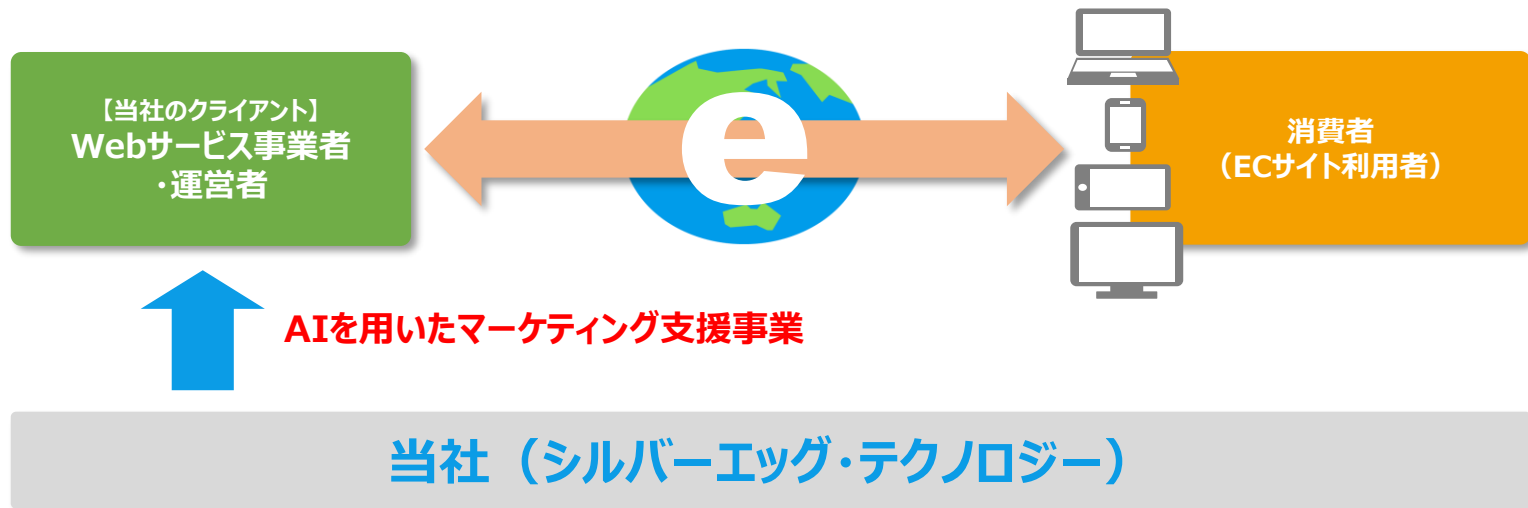 【当社のクライアント】
Webサービス事業者
・運営者
e
消費者
（ECサイト利用者）
AIを用いたマーケティング支援事業
当社（シルバーエッグ・テクノロジー）